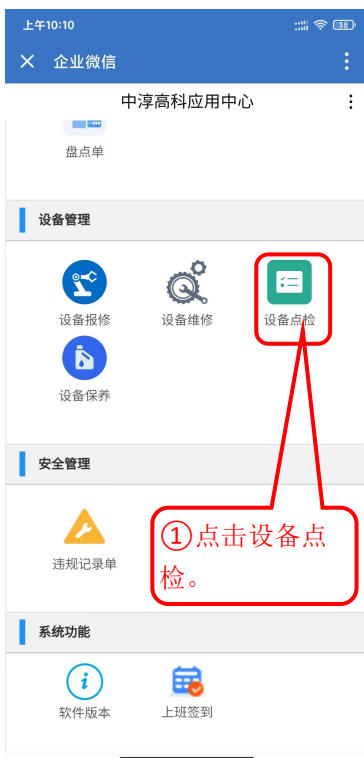 上午10:10
38
企业微信
中淳高科应用中心
盘点单
设备管理
设备报修 设备维修 设备点检
设备保养
安全管理
违规记录单
①点击设备点
检。
系统功能
软件版本 上班签到